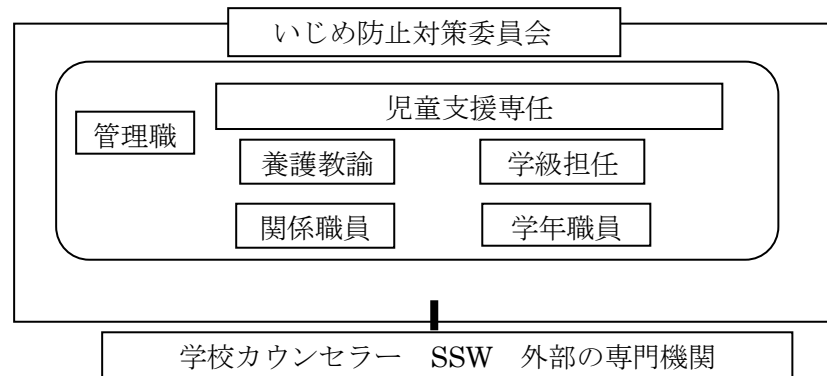 いじめ防止対策委員会
児童支援専任
管理職
養護教諭 学級担任
関係職員 学年職員
学校カウンセラー SSW 外部の専門機関